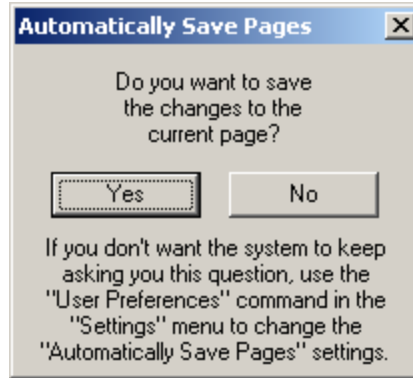 Automatically Save Pages
Do you want to save
the changes to the
current page?
Yes
No
If you don't want the system to keep
asking you this question, use the
"User Preferences" command in the
"Settings" menu to change the
"Automatically Save Pages" settings.